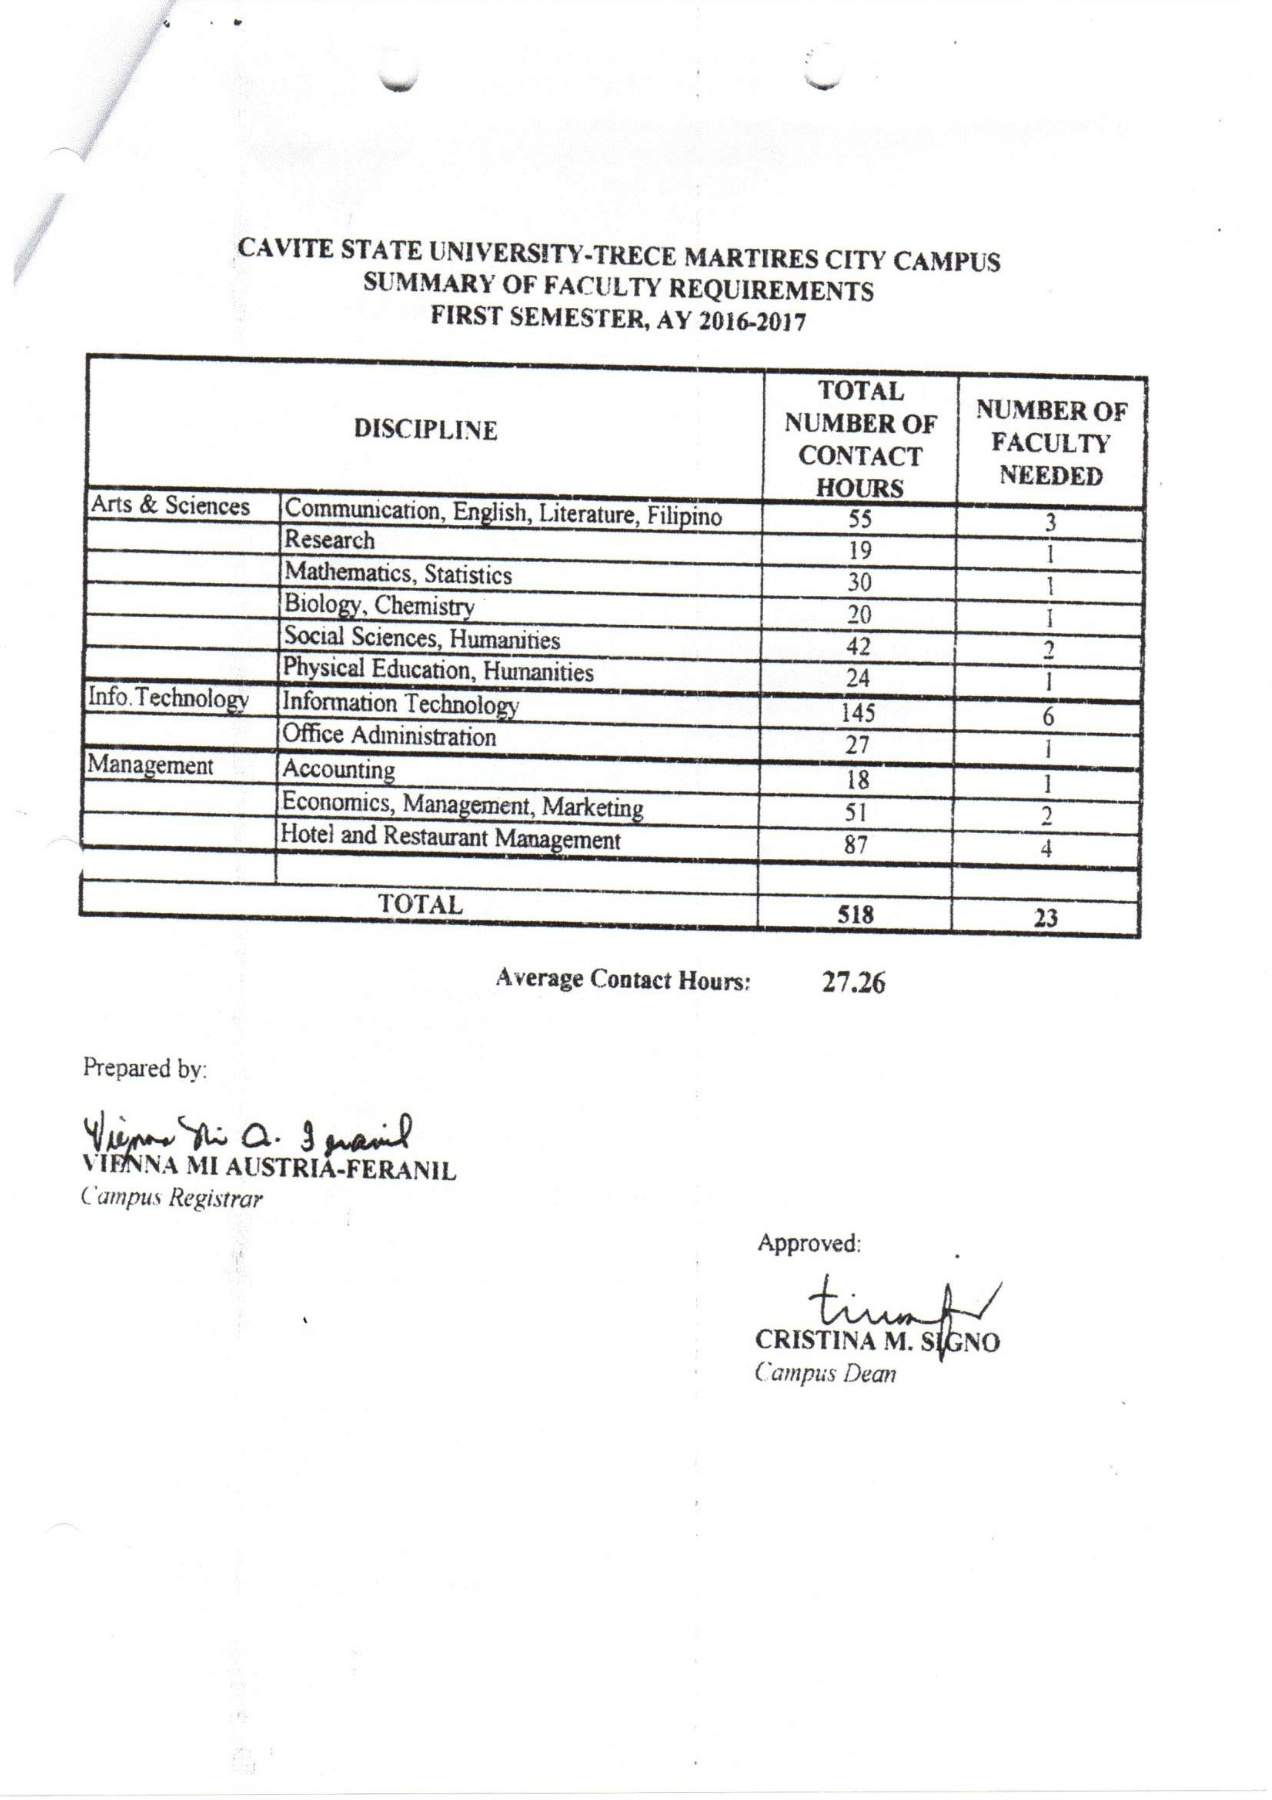 CAVITE STATE UNIVERSITY-TRECE MARTIRES CITY CAMPUS
SUMMARY OF FACULTY REQUIREMENTS
FIRST SEMESTER, AY 2016-2017
DISCIPLINE TOTAL NUMBER OF CONTACT HOURS NUMBER OF FACULTY NEEDED
Arts & Sciences Communication, English, Literature, Filipino 55 3
Research 19 1
Mathematics, Statistics 30 1
Biology, Chemistry 20 1
Social Sciences, Humanities 42 2
Physical Education, Humanities 24 1
Info. Technology Information Technology 145 6
Office Administration 27 1
Management Accounting 18 1
Economics, Management, Marketing 51 2
Hotel and Restaurant Management 87 4
TOTAL 518 23
Average Contact Hours: 27.26
Prepared by:
Vienna Mi A. Feranil
VIENNA MI AUSTRIA-FERANIL
Campus Registrar
Approved:
CRISTINA M. SIGNO
Campus Dean